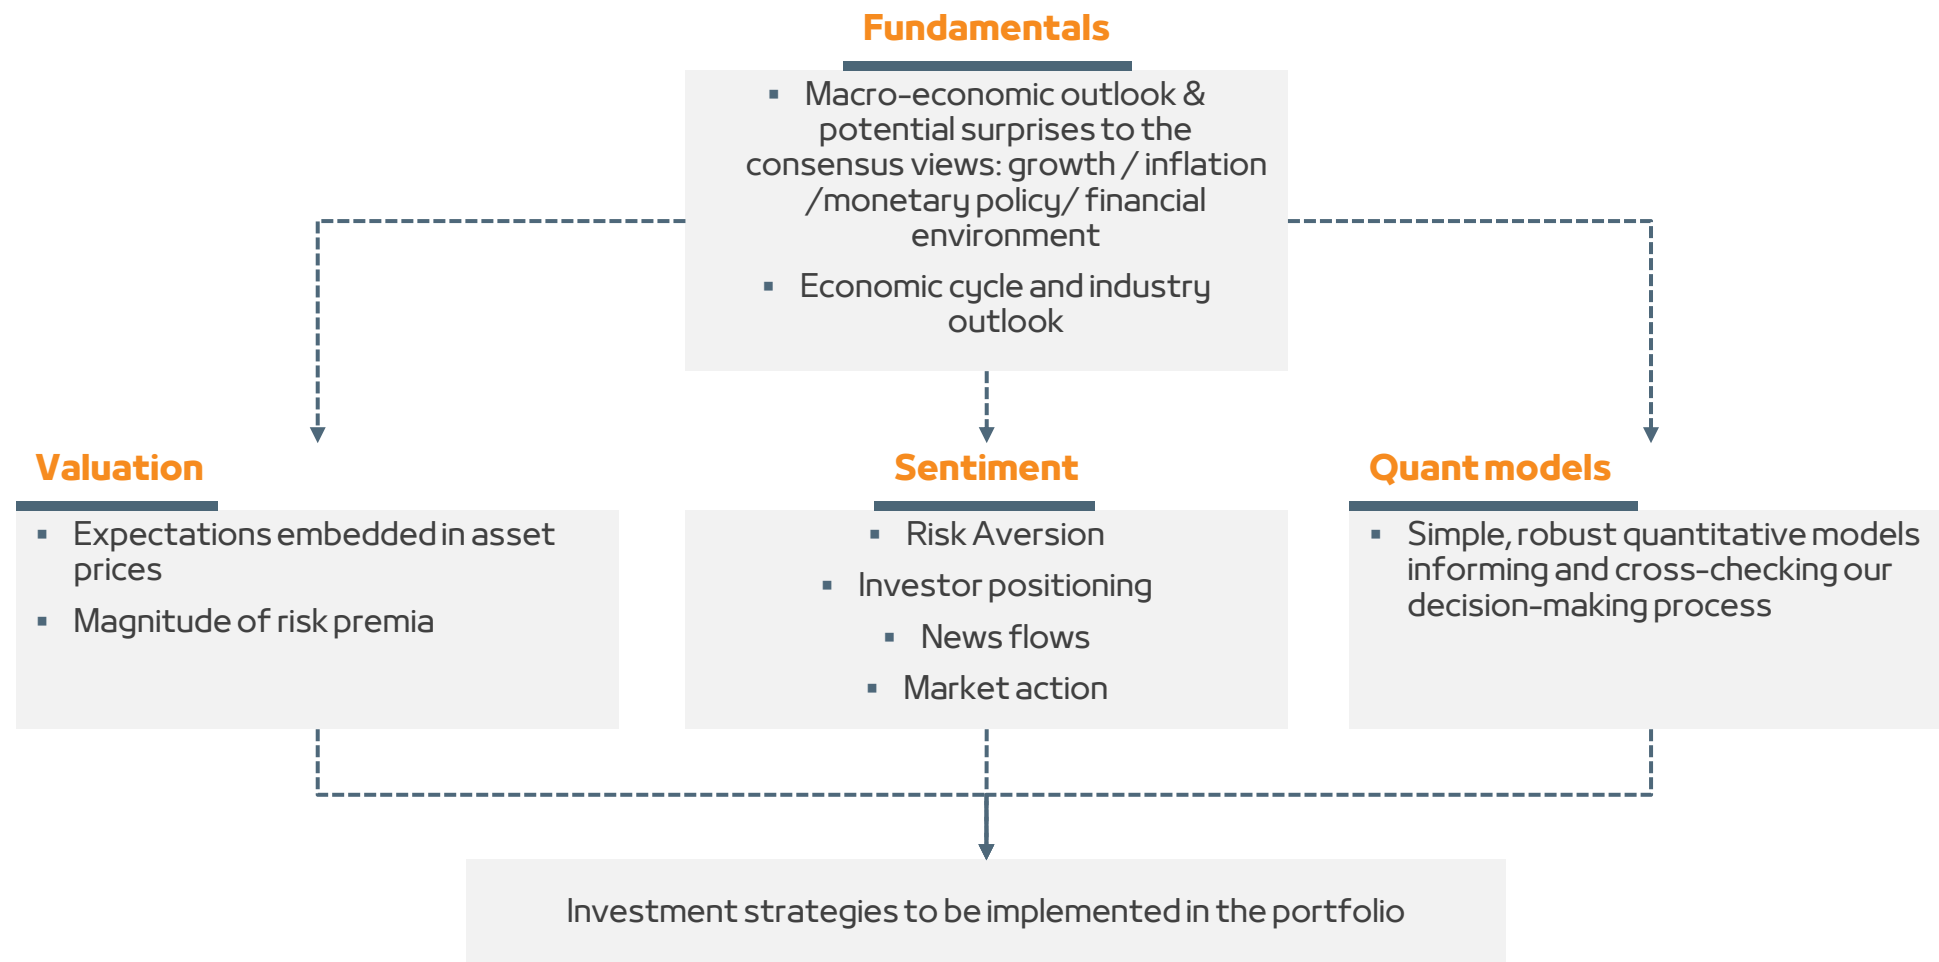 Fundamentals
▪ Macro-economic outlook &
potential surprises to the
consensus views: growth / inflation
/monetary policy/ financial
environment
▪ Economic cycle and industry
outlook
Valuation
▪ Expectations embedded in asset
prices
▪ Magnitude of risk premia
Sentiment
▪ Risk Aversion
▪ Investor positioning
▪ News flows
▪ Market action
Quant models
▪ Simple, robust quantitative models
informing and cross-checking our
decision-making process
Investment strategies to be implemented in the portfolio